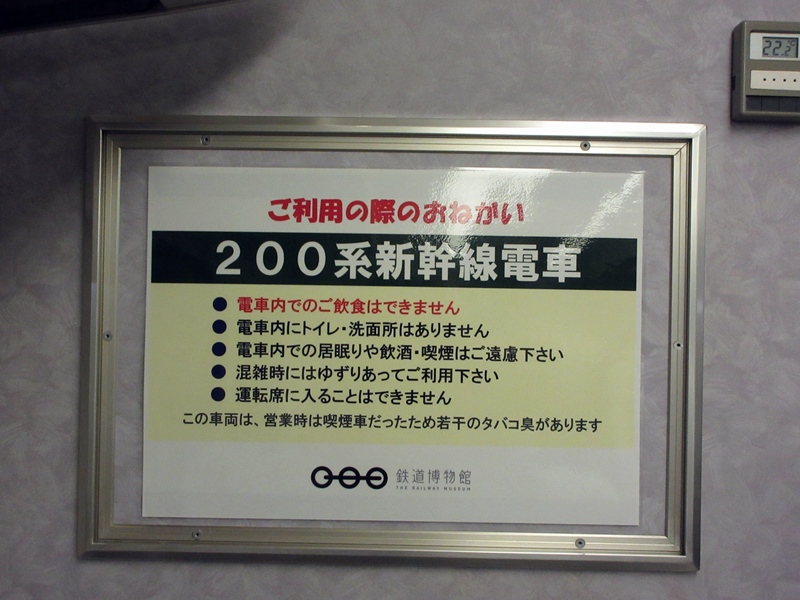 ご利用の際のおねがい
200系新幹線電車
● 電車内でのご飲食はできません
● 電車内にトイレ・洗面所はありません
● 電車内での居眠りや飲酒・喫煙はご遠慮下さい
● 混雑時にはゆずりあってご利用下さい
● 運転席に入ることはできません
この車両は、営業時は喫煙車だったため若干のタバコ臭があります
鉄道博物館
THE RAILWAY MUSEUM